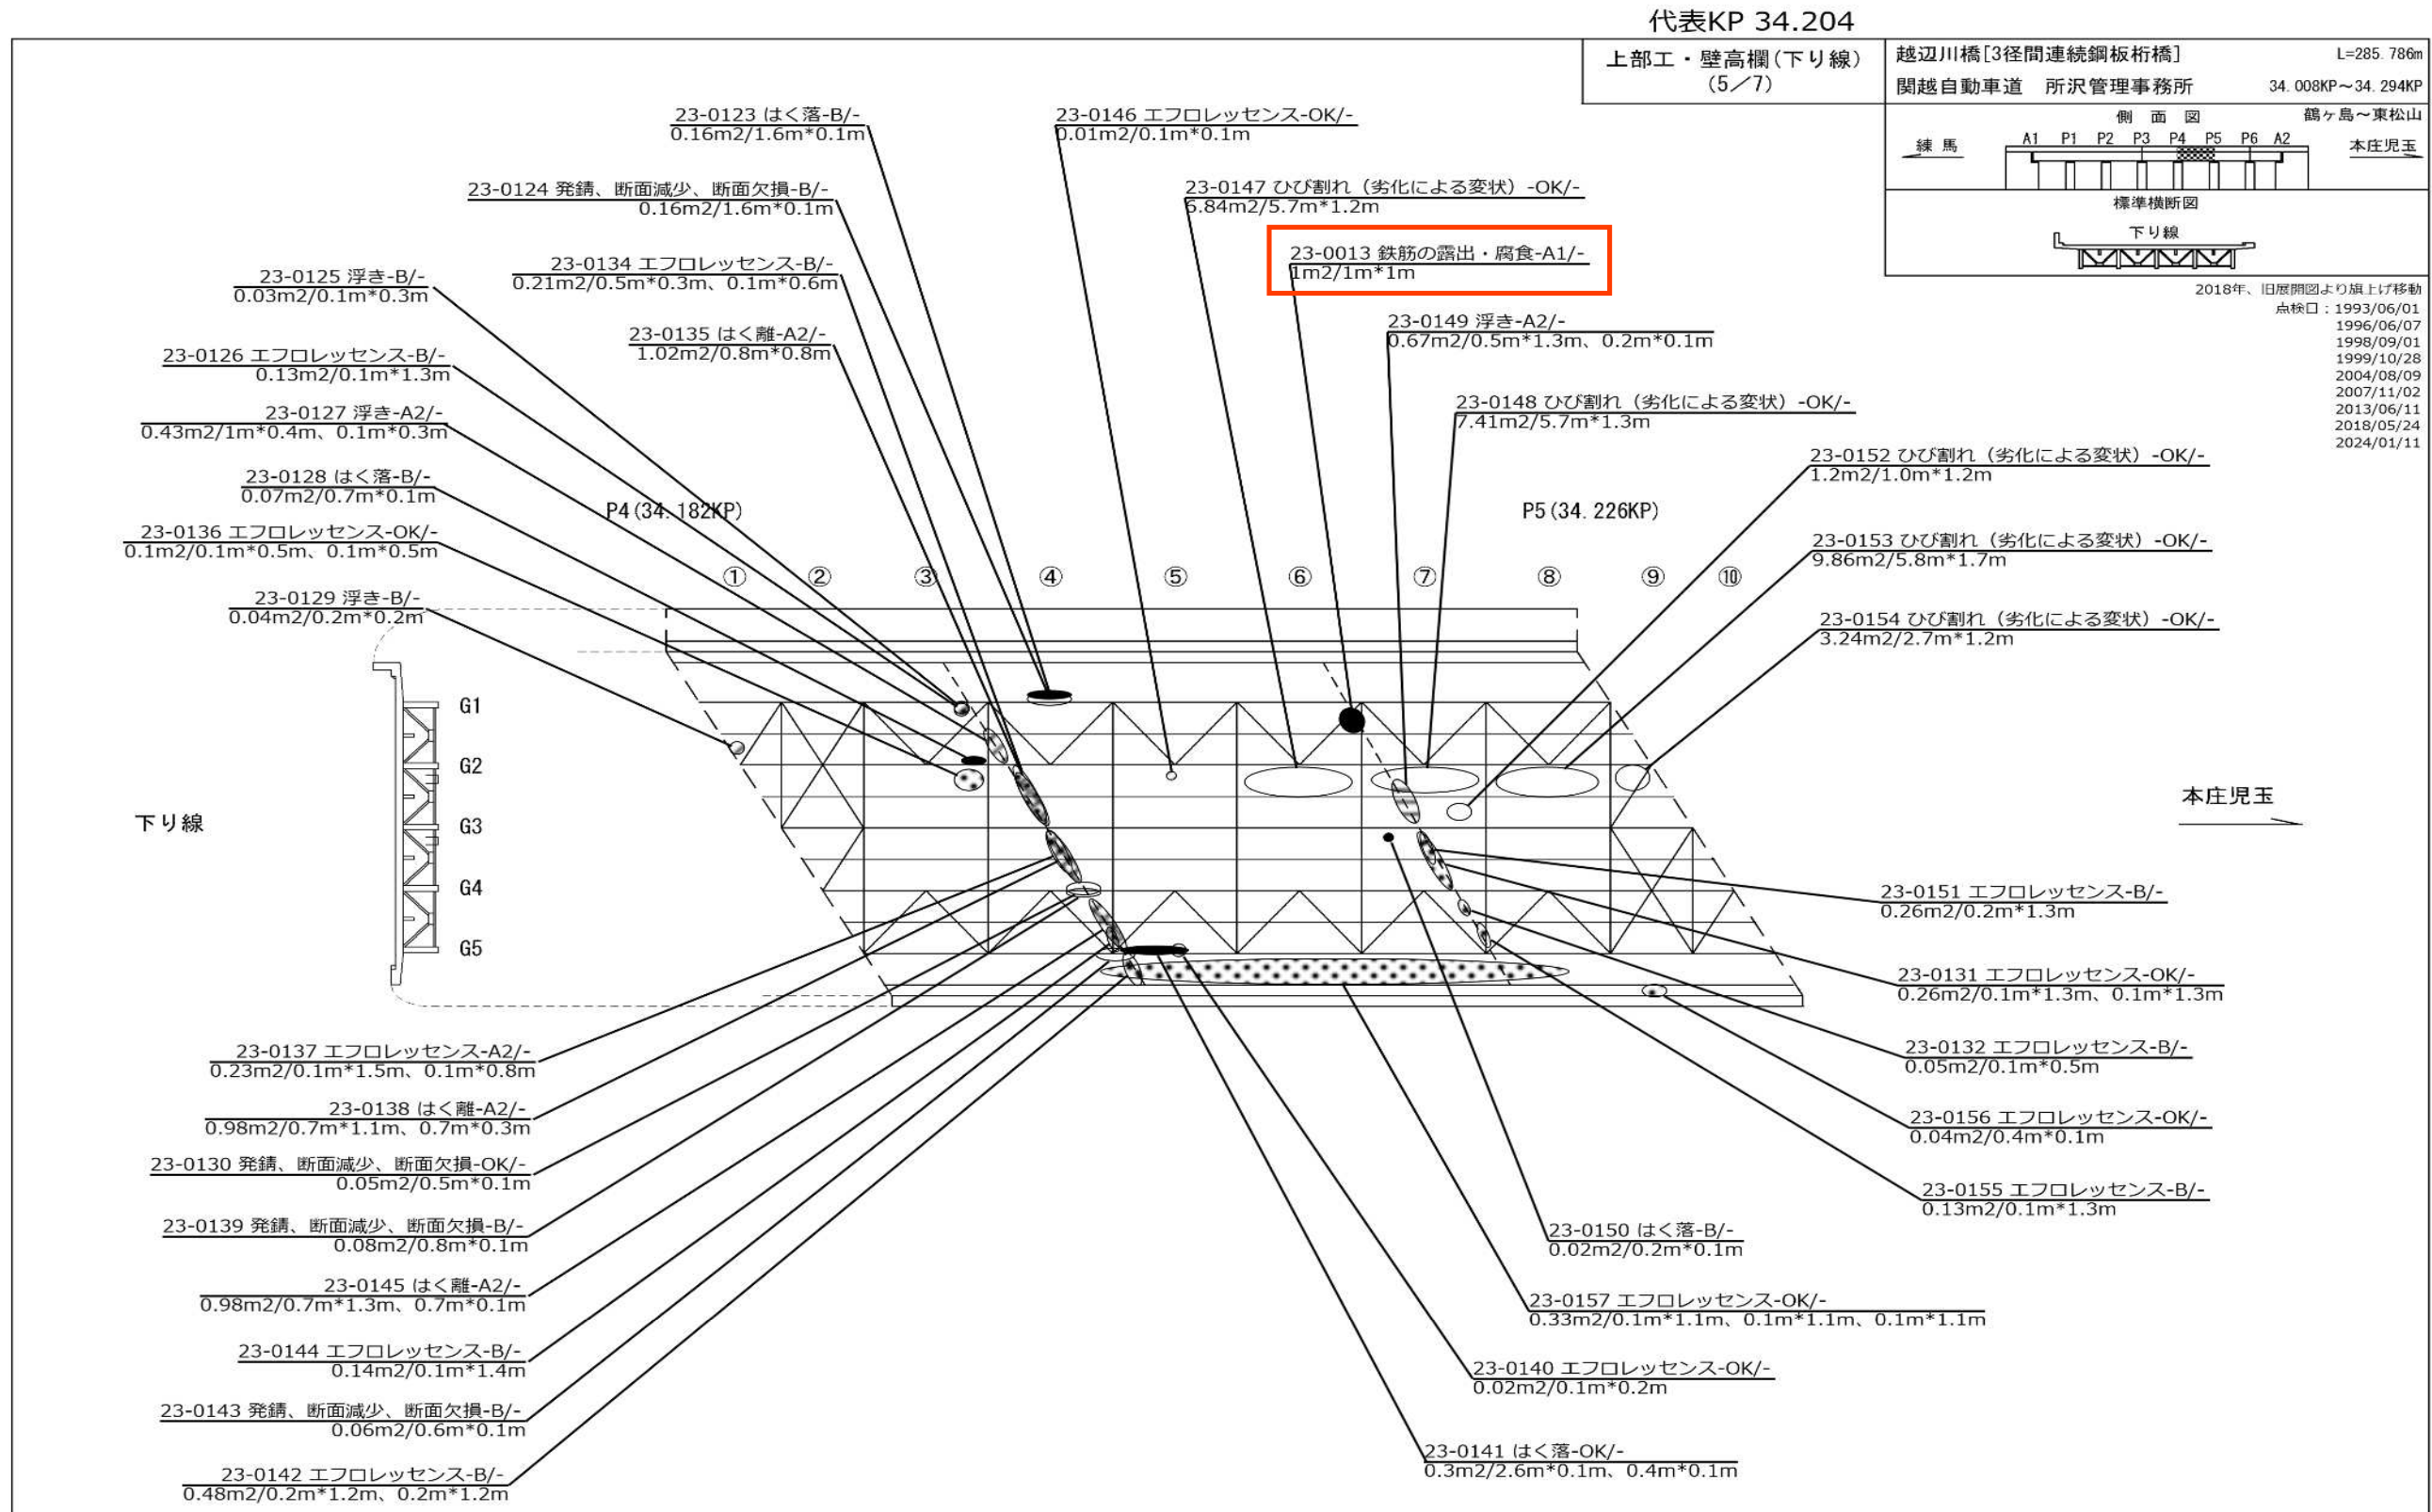 代表KP 34.204
上部工・壁高欄(下り線)
(5／7)
越辺川橋[3径間連続鋼板桁橋]
L=285.786m
関越自動車道　所沢管理事務所
34.008KP～34.294KP
側　面　図
鶴ヶ島～東松山
練 馬
A1 P1 P2 P3 P4 P5 P6 A2
本庄児玉
標準横断図
下り線
2018年、旧展開図より旗上げ移動
点検日：1993/06/01
1996/06/07
1998/09/01
1999/10/28
2004/08/09
2007/11/02
2013/06/11
2018/05/24
2024/01/11
23-0123 はく落-B/-
0.16m2/1.6m*0.1m
23-0146 エフロレッセンス-OK/-
0.01m2/0.1m*0.1m
23-0124 発錆、断面減少、断面欠損-B/-
0.16m2/1.6m*0.1m
23-0147 ひび割れ（劣化による変状）-OK/-
6.84m2/5.7m*1.2m
23-0134 エフロレッセンス-B/-
0.21m2/0.5m*0.3m、0.1m*0.6m
23-0013 鉄筋の露出・腐食-A1/-
1m2/1m*1m
23-0125 浮き-B/-
0.03m2/0.1m*0.3m
23-0135 はく離-A2/-
1.02m2/0.8m*0.8m
23-0149 浮き-A2/-
0.67m2/0.5m*1.3m、0.2m*0.1m
23-0126 エフロレッセンス-B/-
0.13m2/0.1m*1.3m
23-0127 浮き-A2/-
0.43m2/1m*0.4m、0.1m*0.3m
23-0148 ひび割れ（劣化による変状）-OK/-
7.41m2/5.7m*1.3m
23-0128 はく落-B/-
0.07m2/0.7m*0.1m
23-0152 ひび割れ（劣化による変状）-OK/-
1.2m2/1.0m*1.2m
P4(34.182KP)
P5(34.226KP)
23-0136 エフロレッセンス-OK/-
0.1m2/0.1m*0.5m、0.1m*0.5m
23-0153 ひび割れ（劣化による変状）-OK/-
9.86m2/5.8m*1.7m
① ② ③ ④ ⑤ ⑥ ⑦ ⑧ ⑨ ⑩
23-0129 浮き-B/-
0.04m2/0.2m*0.2m
23-0154 ひび割れ（劣化による変状）-OK/-
3.24m2/2.7m*1.2m
G1
G2
G3
G4
G5
下り線
本庄児玉
23-0151 エフロレッセンス-B/-
0.26m2/0.2m*1.3m
23-0131 エフロレッセンス-OK/-
0.26m2/0.1m*1.3m、0.1m*1.3m
23-0137 エフロレッセンス-A2/-
0.23m2/0.1m*1.5m、0.1m*0.8m
23-0132 エフロレッセンス-B/-
0.05m2/0.1m*0.5m
23-0138 はく離-A2/-
0.98m2/0.7m*1.1m、0.7m*0.3m
23-0156 エフロレッセンス-OK/-
0.04m2/0.4m*0.1m
23-0130 発錆、断面減少、断面欠損-OK/-
0.05m2/0.5m*0.1m
23-0155 エフロレッセンス-B/-
0.13m2/0.1m*1.3m
23-0139 発錆、断面減少、断面欠損-B/-
0.08m2/0.8m*0.1m
23-0150 はく落-B/-
0.02m2/0.2m*0.1m
23-0145 はく離-A2/-
0.98m2/0.7m*1.3m、0.7m*0.1m
23-0157 エフロレッセンス-OK/-
0.33m2/0.1m*1.1m、0.1m*1.1m、0.1m*1.1m
23-0144 エフロレッセンス-B/-
0.14m2/0.1m*1.4m
23-0140 エフロレッセンス-OK/-
0.02m2/0.1m*0.2m
23-0143 発錆、断面減少、断面欠損-B/-
0.06m2/0.6m*0.1m
23-0141 はく落-OK/-
0.3m2/2.6m*0.1m、0.4m*0.1m
23-0142 エフロレッセンス-B/-
0.48m2/0.2m*1.2m、0.2m*1.2m